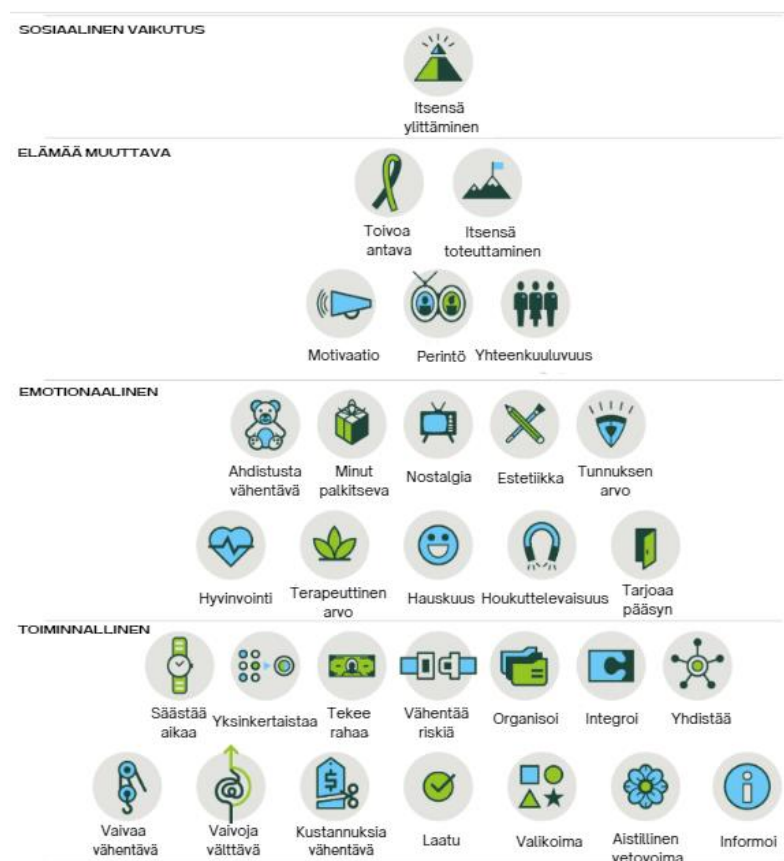 SOSIAALINEN VAIKUTUS
Itsensä
ylittäminen
ELÄMÄÄ MUUTTAVA
Toivoa
antava
Itsensä
toteuttaminen
Motivaatio
Perintö
Yhteenkuuluvuus
EMOTIONAALINEN
Ahdistusta
vähentävä
Minut
palkitseva
Nostalgia
Estetiikka
Tunnuksen
arvo
Hyvinvointi
Terapeuttinen
arvo
Hauskuus
Houkuttelevaisuus
Tarjoaa
pääsyn
TOIMINNALLINEN
Säästää
aikaa
Yksinkertaistaa
Tekee
rahaa
Vähentää
riskiä
Organisoi
Integroi
Yhdistää
Vaivaa
vähentävä
Vaivoja
välttävä
$
Kustannuksia
vähentävä
Laatu
Valikoima
Aistillinen
vetovoima
Informoi